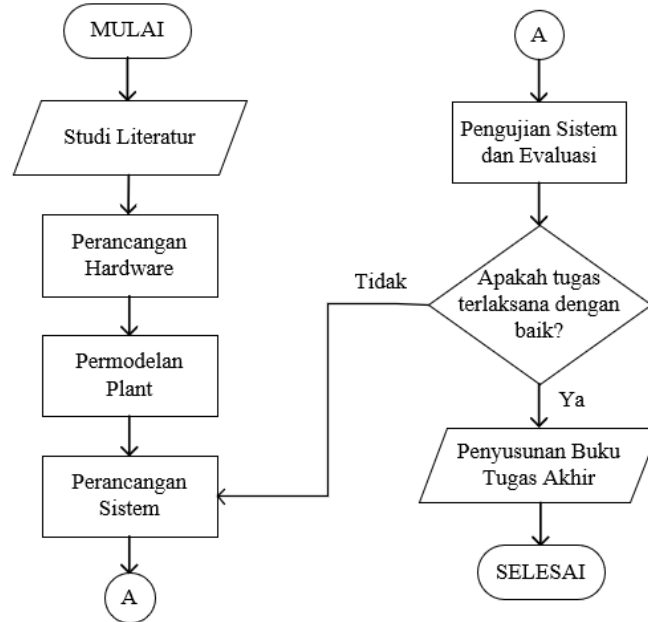 MULAI
Studi Literatur
Perancangan
Hardware
Permodelan
Plant
Perancangan
Sistem
A
A
Pengujian Sistem
dan Evaluasi
Apakah tugas
terlaksana dengan
baik?
Tidak
Ya
Penyusunan Buku
Tugas Akhir
SELESAI